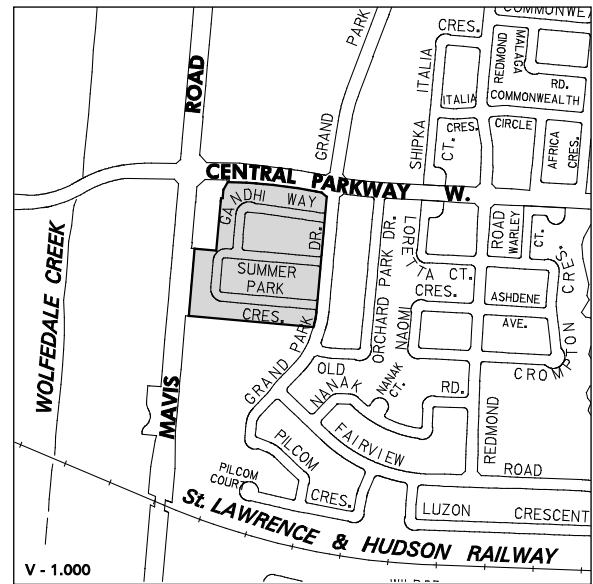 COMMONWE
CRES.
PARK
ITALIA
REDMOND
MALAGA
RD.
ROAD
ITALIA
COMMONWEALTH
GRAND
SHIPKA
CRES.
CT.
CIRCLE
AFRICA
CRES.
CENTRAL PARKWAY W.
GANDHI WAY
DR.
ORCHARD PARK DR.
LORETTA CT.
CRES.
ROAD
WARLEY
CT.
WOLFEDALE CREEK
SUMMER
PARK
CRES.
NAOMI
ASHDENE
AVE.
CROMPTON CRES.
GRAND PARK
OLD
NANAK
NANAK
CT.
RD.
MAVIS
FAIRVIEW
REDMOND
PILCOM
CRES.
PILCOM
COURT
ROAD
LUZON CRESCENT
St. LAWRENCE & HUDSON RAILWAY
V - 1.000